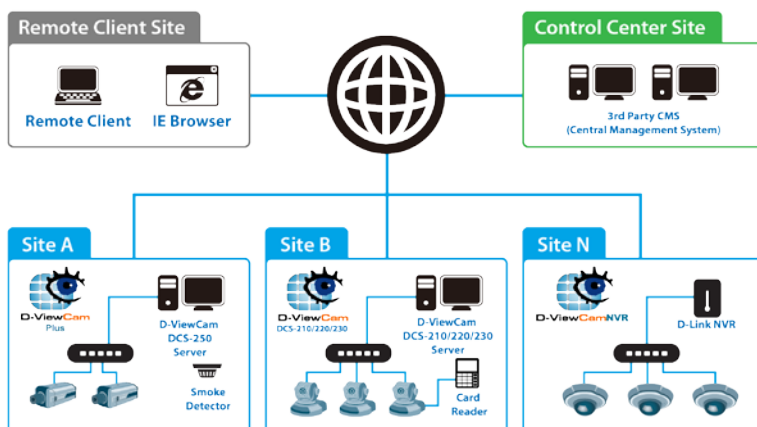 Remote Client Site
Remote Client
IE Browser
Control Center Site
3rd Party CMS
(Central Management System)
Site A
D-ViewCam
Plus
D-ViewCam
DCS-250
Server
Smoke
Detector
Site B
D-ViewCam
DCS-210/220/230
D-ViewCam
DCS-210/220/230
Server
Card
Reader
Site N
D-ViewCamNVR
D-Link NVR